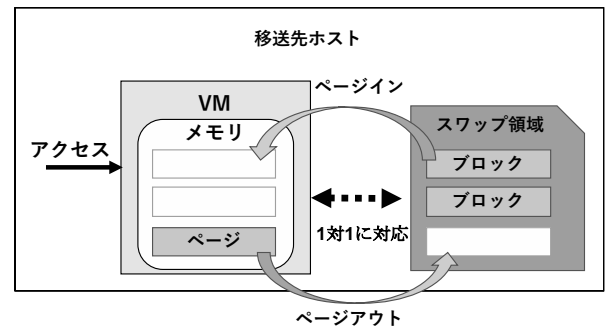 移送先ホスト
ページイン
VM
メモリ
スワップ領域
アクセス
ブロック
ブロック
1対1に対応
ページ
ページアウト